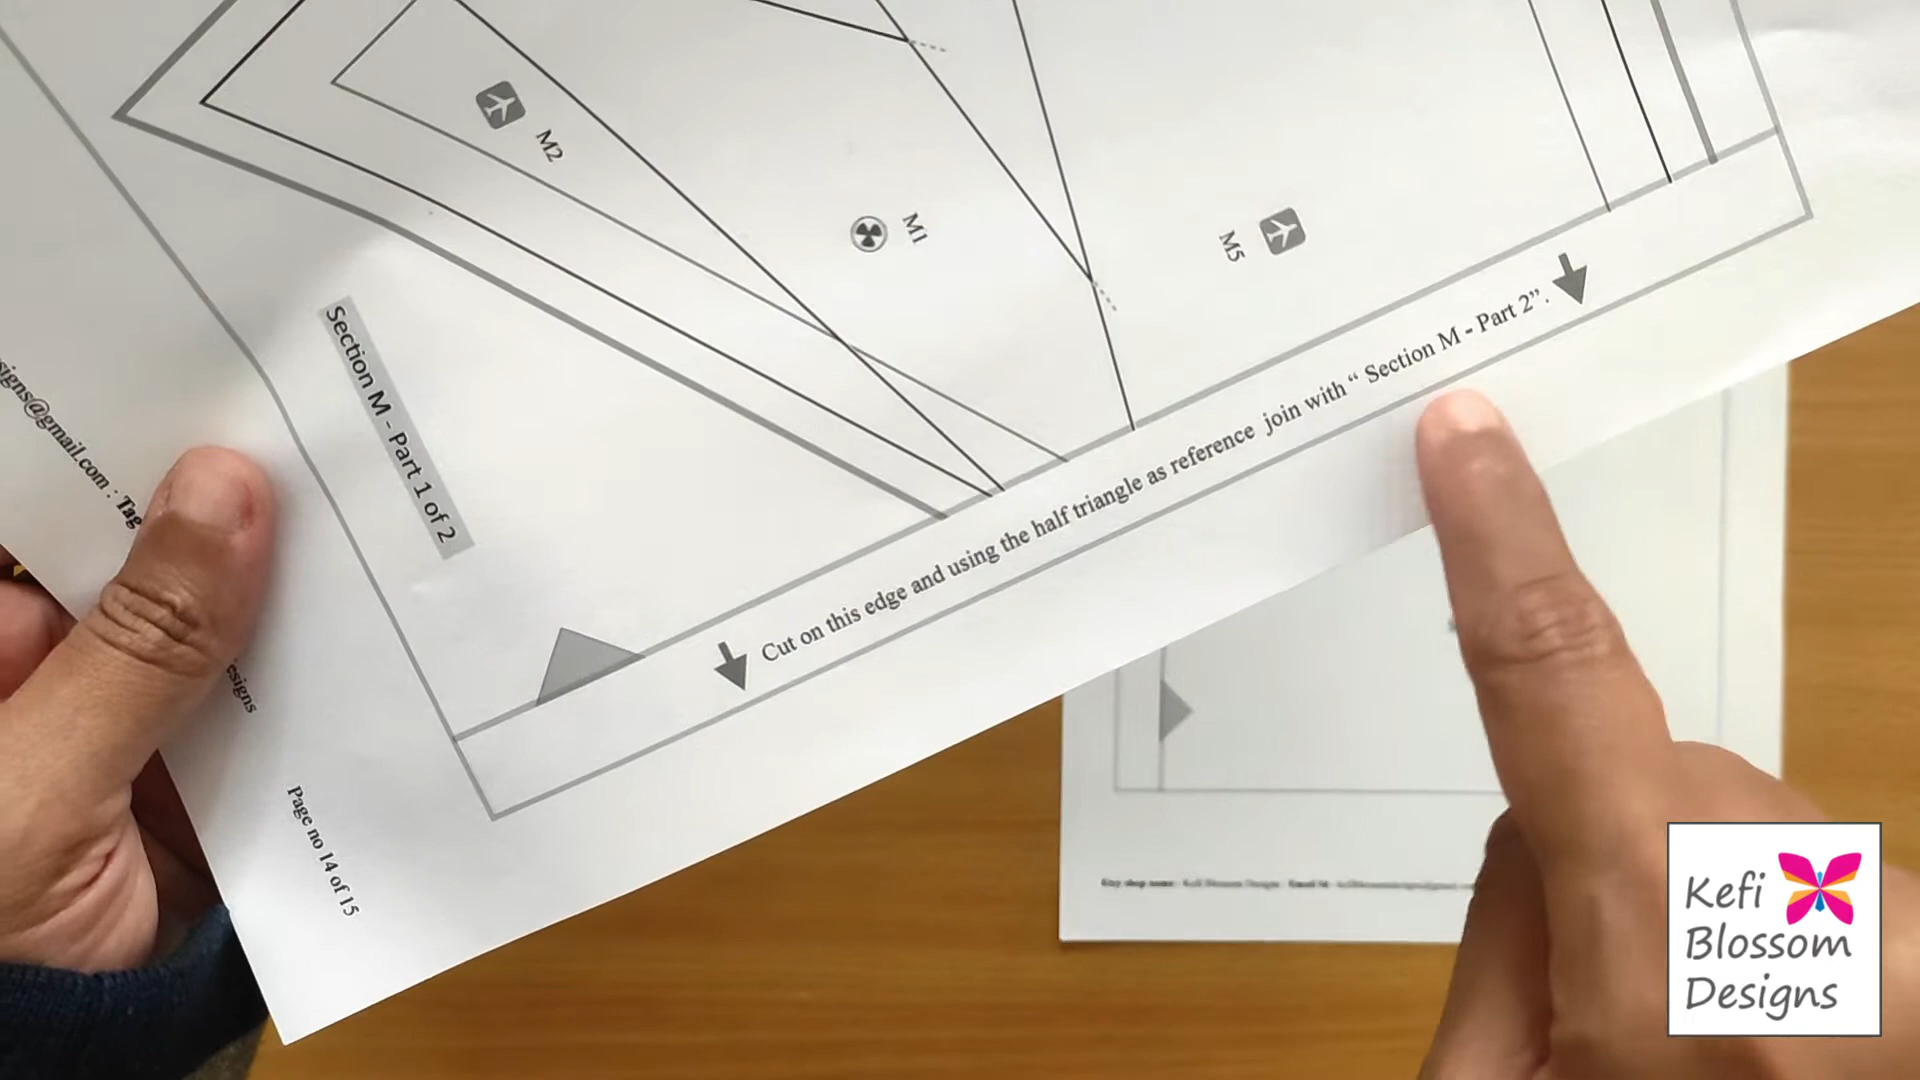 M2
M1
M5
Section M - Part 1 of 2
Cut on this edge and using the half triangle as reference join with “ Section M - Part 2”.
signs@gmail.com : Tag
esigns
Page no 14 of 15
Kefi
Blossom
Designs